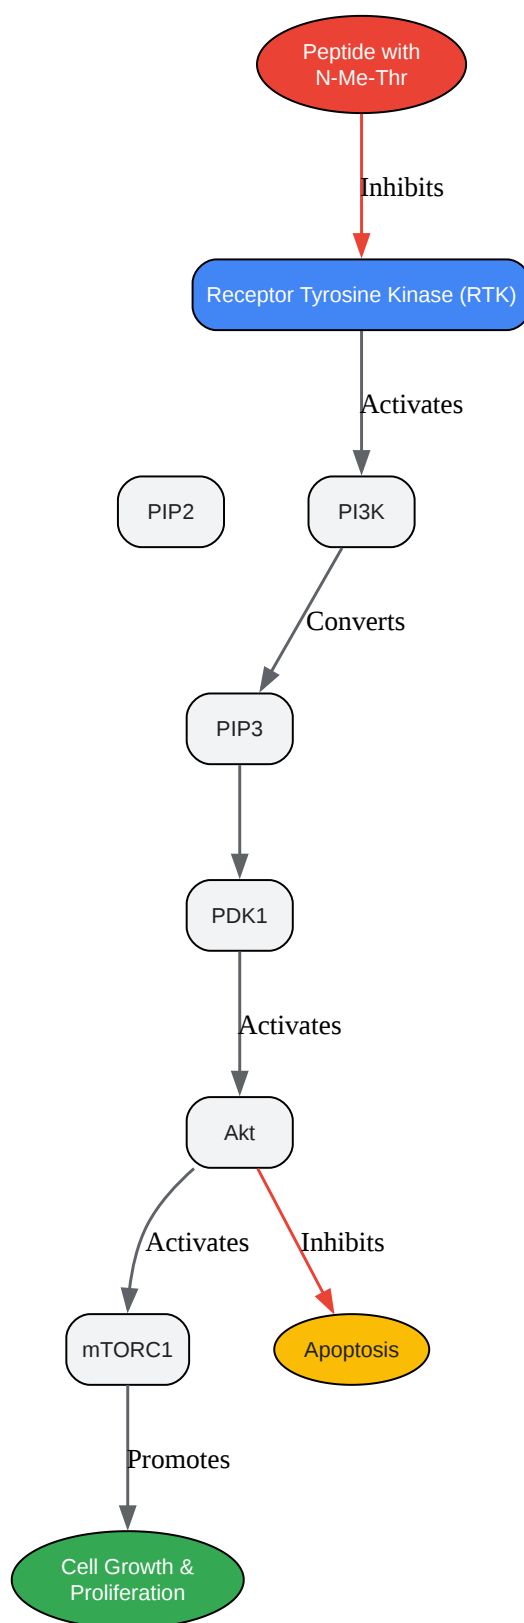 Peptide with
N-Me-Thr
Inhibits
Receptor Tyrosine Kinase (RTK)
Activates
PIP2
PI3K
Converts
PIP3
PDK1
Activates
Akt
Activates
Inhibits
mTORC1
Apoptosis
Promotes
Cell Growth &
Proliferation